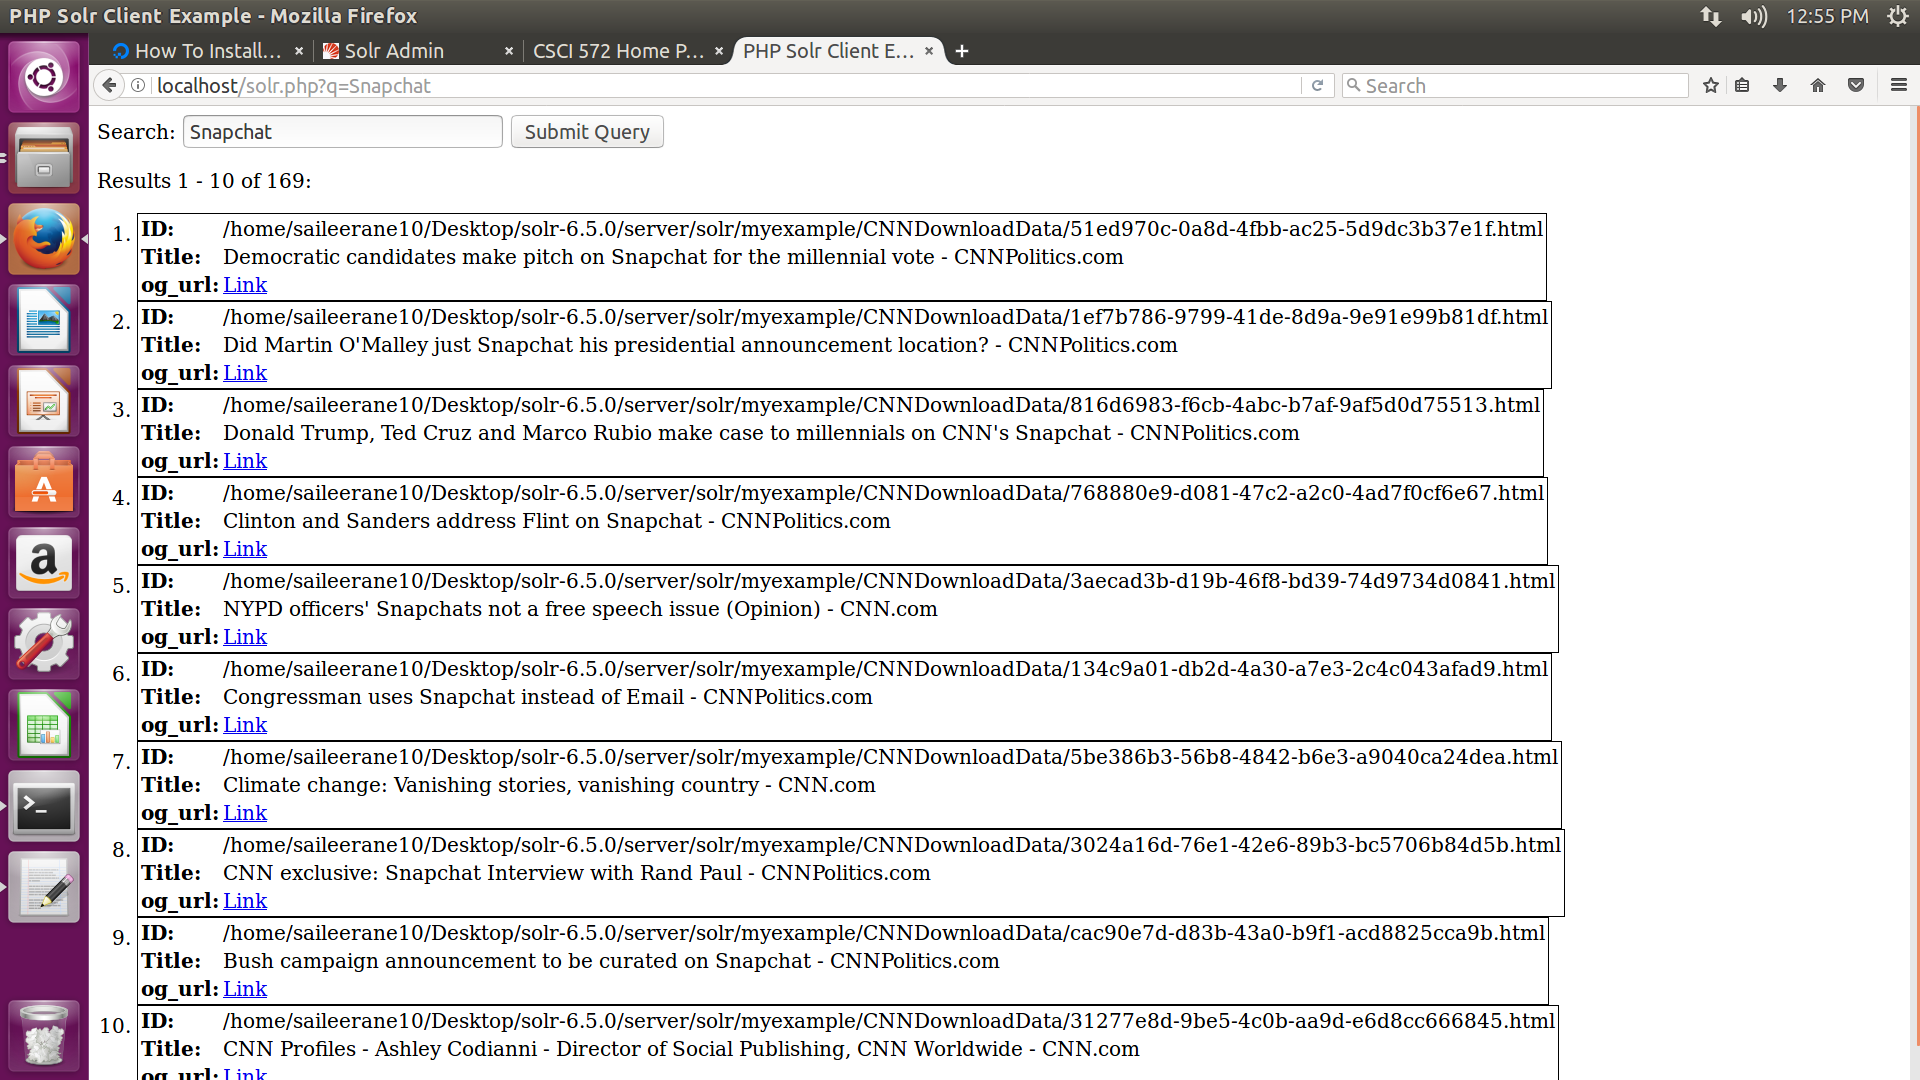 PHP Solr Client Example - Mozilla Firefox
12:55 PM
How To Install...
Solr Admin
CSCI 572 Home P...
PHP Solr Client E...
localhost/solr.php?q=Snapchat
Search
Search: Snapchat Submit Query
Results 1 - 10 of 169:
1. ID: /home/saileerane10/Desktop/solr-6.5.0/server/solr/myexample/CNNDownloadData/51ed970c-0a8d-4fbb-ac25-5d9dc3b37e1f.html
Title: Democratic candidates make pitch on Snapchat for the millennial vote - CNNPolitics.com
og_url: Link
2. ID: /home/saileerane10/Desktop/solr-6.5.0/server/solr/myexample/CNNDownloadData/1ef7b786-9799-41de-8d9a-9e91e99b81df.html
Title: Did Martin O'Malley just Snapchat his presidential announcement location? - CNNPolitics.com
og_url: Link
3. ID: /home/saileerane10/Desktop/solr-6.5.0/server/solr/myexample/CNNDownloadData/816d6983-f6cb-4abc-b7af-9af5d0d75513.html
Title: Donald Trump, Ted Cruz and Marco Rubio make case to millennials on CNN's Snapchat - CNNPolitics.com
og_url: Link
4. ID: /home/saileerane10/Desktop/solr-6.5.0/server/solr/myexample/CNNDownloadData/768880e9-d081-47c2-a2c0-4ad7f0cf6e67.html
Title: Clinton and Sanders address Flint on Snapchat - CNNPolitics.com
og_url: Link
5. ID: /home/saileerane10/Desktop/solr-6.5.0/server/solr/myexample/CNNDownloadData/3aecad3b-d19b-46f8-bd39-74d9734d0841.html
Title: NYPD officers' Snapchats not a free speech issue (Opinion) - CNN.com
og_url: Link
6. ID: /home/saileerane10/Desktop/solr-6.5.0/server/solr/myexample/CNNDownloadData/134c9a01-db2d-4a30-a7e3-2c4c043afad9.html
Title: Congressman uses Snapchat instead of Email - CNNPolitics.com
og_url: Link
7. ID: /home/saileerane10/Desktop/solr-6.5.0/server/solr/myexample/CNNDownloadData/5be386b3-56b8-4842-b6e3-a9040ca24dea.html
Title: Climate change: Vanishing stories, vanishing country - CNN.com
og_url: Link
8. ID: /home/saileerane10/Desktop/solr-6.5.0/server/solr/myexample/CNNDownloadData/3024a16d-76e1-42e6-89b3-bc5706b84d5b.html
Title: CNN exclusive: Snapchat Interview with Rand Paul - CNNPolitics.com
og_url: Link
9. ID: /home/saileerane10/Desktop/solr-6.5.0/server/solr/myexample/CNNDownloadData/cac90e7d-d83b-43a0-b9f1-acd8825cca9b.html
Title: Bush campaign announcement to be curated on Snapchat - CNNPolitics.com
og_url: Link
10. ID: /home/saileerane10/Desktop/solr-6.5.0/server/solr/myexample/CNNDownloadData/31277e8d-9be5-4c0b-aa9d-e6d8cc666845.html
Title: CNN Profiles - Ashley Codianni - Director of Social Publishing, CNN Worldwide - CNN.com
og_url: Link